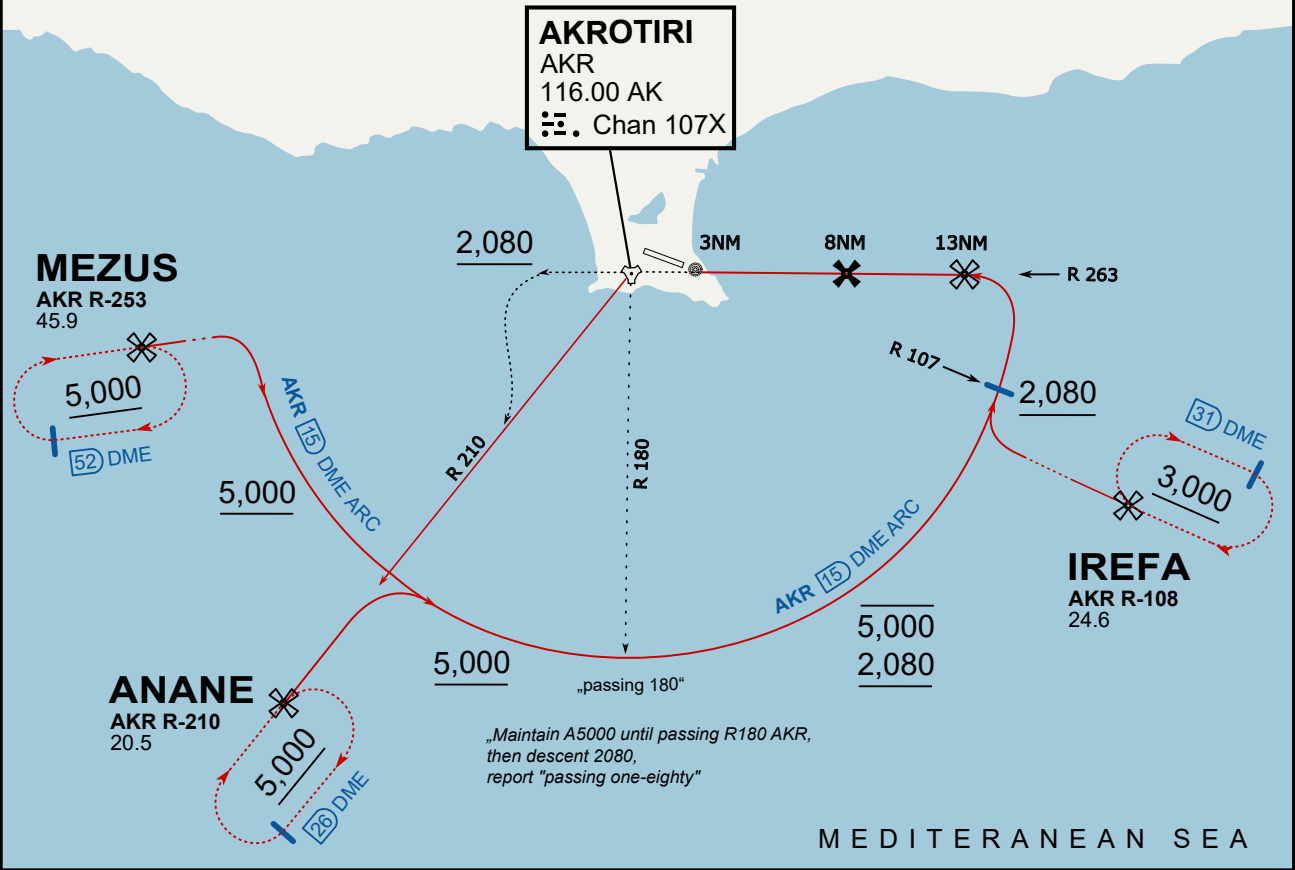 AKROTIRI
AKR
116.00 AK
Chan 107X
2,080
3NM
8NM
13NM
R 263
MEZUS
AKR R-253
45.9
5,000
52 DME
AKR 15 DME ARC
5,000
R 210
R 180
R 107
2,080
31 DME
3,000
IREFA
AKR R-108
24.6
AKR 15 DME ARC
5,000
2,080
5,000
„passing 180“
ANANE
AKR R-210
20.5
5,000
26 DME
„Maintain A5000 until passing R180 AKR,
then descent 2080,
report "passing one-eighty"
MEDITERANEAN SEA